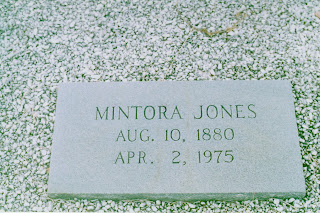 MINTORA JONES
AUG. 10, 1880
APR. 2, 1975